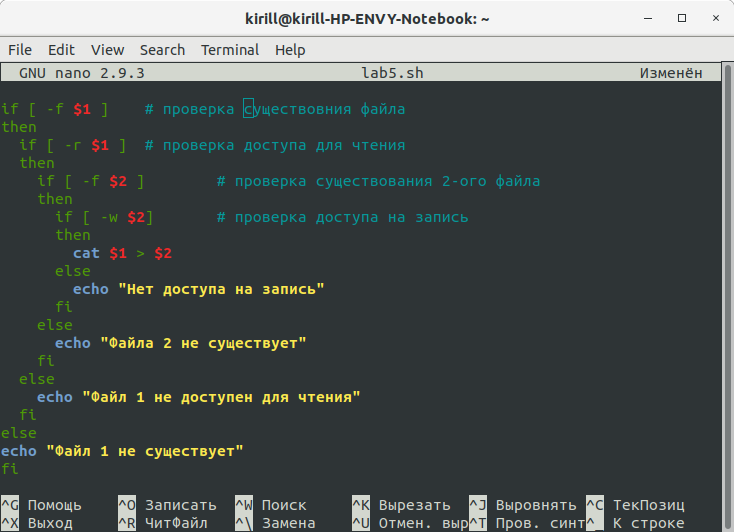 kirill@kirill-HP-ENVY-Notebook: ~
File Edit View Search Terminal Help
GNU nano 2.9.3 lab5.sh Изменён
if [ -f $1 ] # проверка существовния файла
then
if [ -r $1 ] # проверка доступа для чтения
then
if [ -f $2 ] # проверка существования 2-ого файла
then
if [ -w $2] # проверка доступа на запись
then
cat $1 > $2
else
echo "Нет доступа на запись"
fi
else
echo "Файла 2 не существует"
fi
else
echo "Файл 1 не доступен для чтения"
fi
else
echo "Файл 1 не существует"
fi
^G Помощь ^O Записать ^W Поиск ^K Вырезать ^J Выровнять ^C ТекПозиц
^X Выход ^R ЧитФайл ^\ Замена ^U Отмен. выр^T Пров. синт^_ К строке